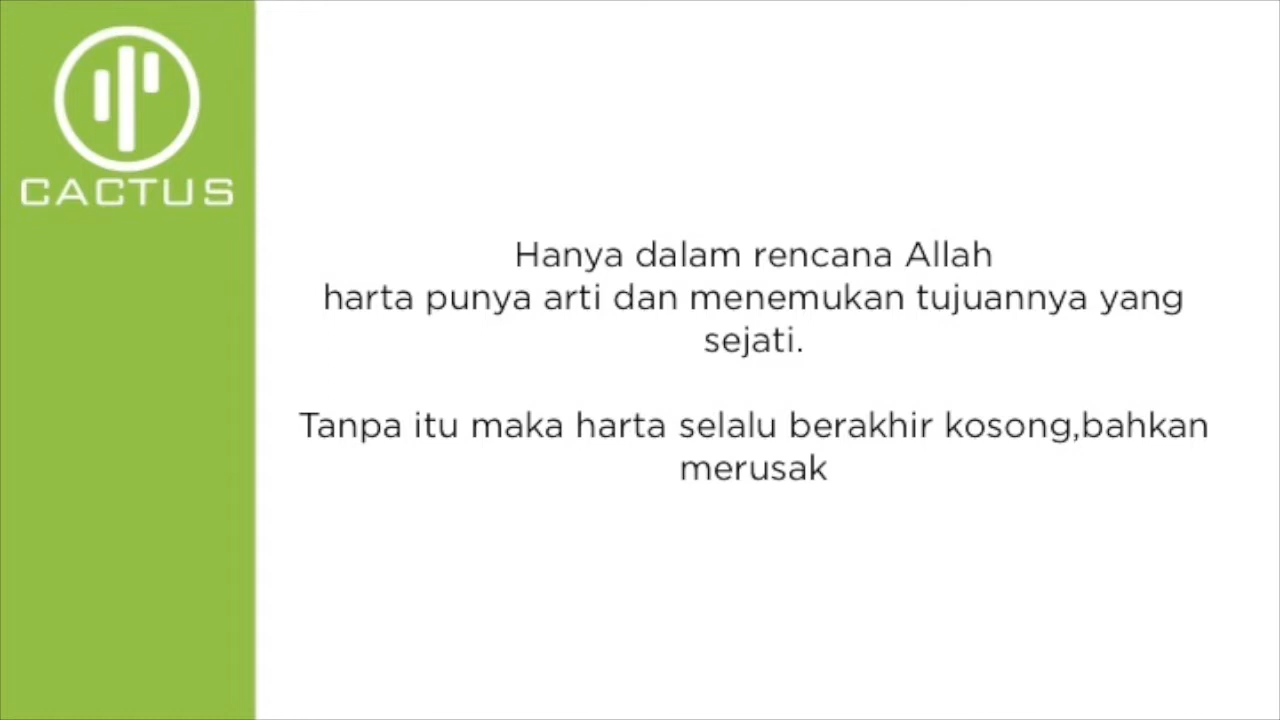 CACTUS
Hanya dalam rencana Allah
harta punya arti dan menemukan tujuannya yang
sejati.
Tanpa itu maka harta selalu berakhir kosong,bahkan
merusak